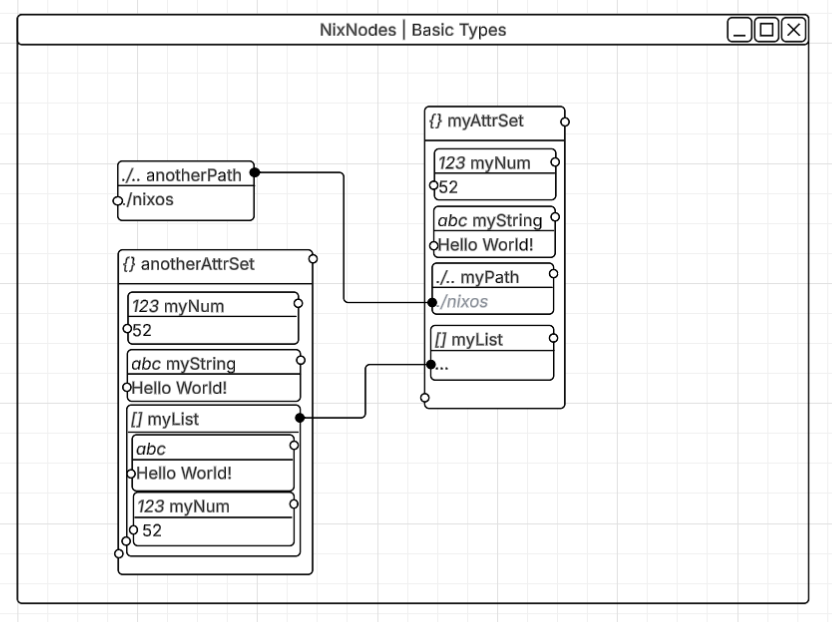 NixNodes | Basic Types
./.. anotherPath
./nixos
{} anotherAttrSet
123 myNum
52
abc myString
Hello World!
[] myList
abc
Hello World!
123 myNum
52
{} myAttrSet
123 myNum
52
abc myString
Hello World!
./.. myPath
./nixos
[] myList
...